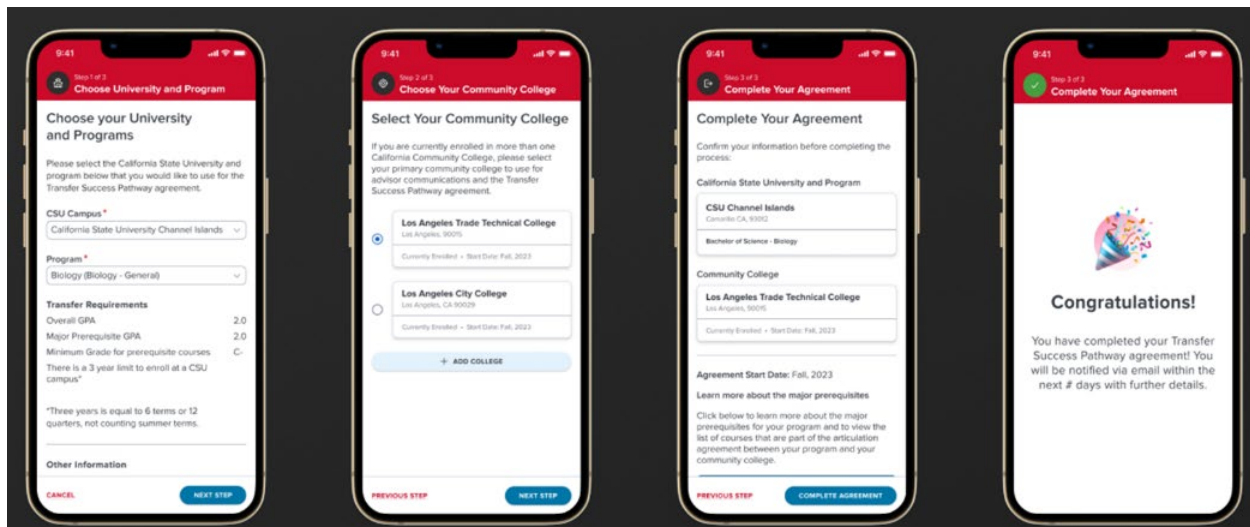 9:41
Step 1 of 3
Choose University and Program
Choose your University
and Programs
Please select the California State University and
program below that you would like to use for the
Transfer Success Pathway agreement.
CSU Campus*
California State University Channel Islands
Program*
Biology (Biology - General)
Transfer Requirements
Overall GPA 2.0
Major Prerequisite GPA 2.0
Minimum Grade for prerequisite courses C-
There is a 3 year limit to enroll at a CSU
campus*
*Three years is equal to 6 terms or 12
quarters, not counting summer terms.
Other Information
CANCEL NEXT STEP
9:41
Step 2 of 3
Choose Your Community College
Select Your Community College
If you are currently enrolled in more than one
California Community College, please select
your primary community college to use for
advisor communications and the Transfer
Success Pathway agreement.
Los Angeles Trade Technical College
Los Angeles, 90015
Currently Enrolled • Start Date: Fall, 2023
Los Angeles City College
Los Angeles, CA 90029
Currently Enrolled • Start Date: Fall, 2023
+ ADD COLLEGE
PREVIOUS STEP NEXT STEP
9:41
Step 3 of 3
Complete Your Agreement
Complete Your Agreement
Confirm your information before completing the
process:
California State University and Program
CSU Channel Islands
Camarillo CA, 93012
Bachelor of Science - Biology
Community College
Los Angeles Trade Technical College
Los Angeles, 90015
Currently Enrolled • Start Date: Fall, 2023
Agreement Start Date: Fall, 2023
Learn more about the major prerequisites
Click below to learn more about the major
prerequisites for your program and to view the
list of courses that are part of the articulation
agreement between your program and your
community college.
PREVIOUS STEP COMPLETE AGREEMENT
9:41
Step 3 of 3
Complete Your Agreement
Congratulations!
You have completed your Transfer
Success Pathway agreement! You
will be notified via email within the
next # days with further details.